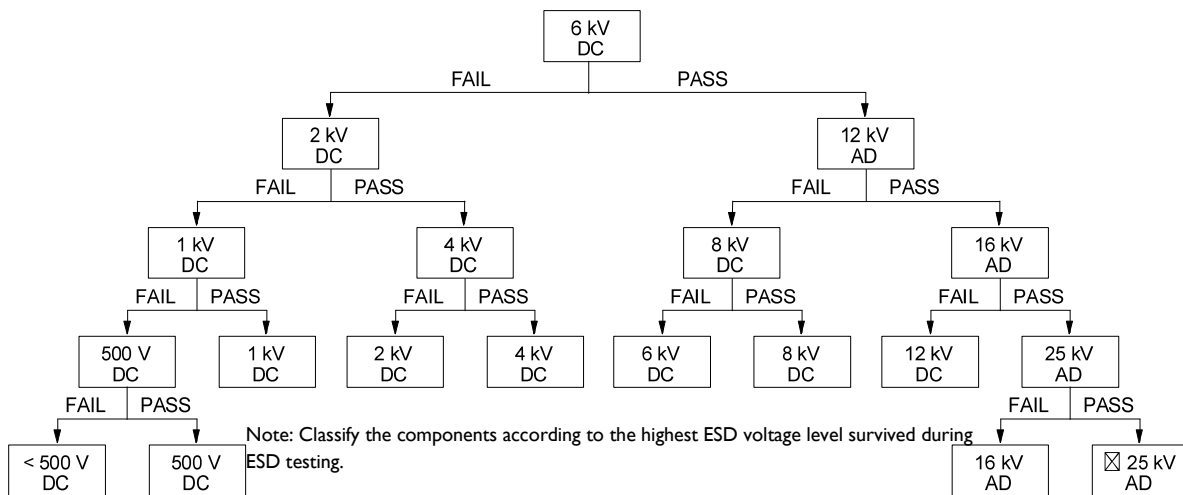 6 kV
DC
FAIL PASS
2 kV
DC
12 kV
AD
FAIL PASS
FAIL PASS
1 kV
DC
4 kV
DC
8 kV
DC
16 kV
AD
FAIL PASS
FAIL PASS
FAIL PASS
FAIL PASS
500 V
DC
1 kV
DC
2 kV
DC
4 kV
DC
6 kV
DC
8 kV
DC
12 kV
DC
25 kV
AD
FAIL PASS
FAIL PASS
Note: Classify the components according to the highest ESD voltage level survived during
ESD testing.
< 500 V
DC
500 V
DC
16 kV
AD
25 kV
AD